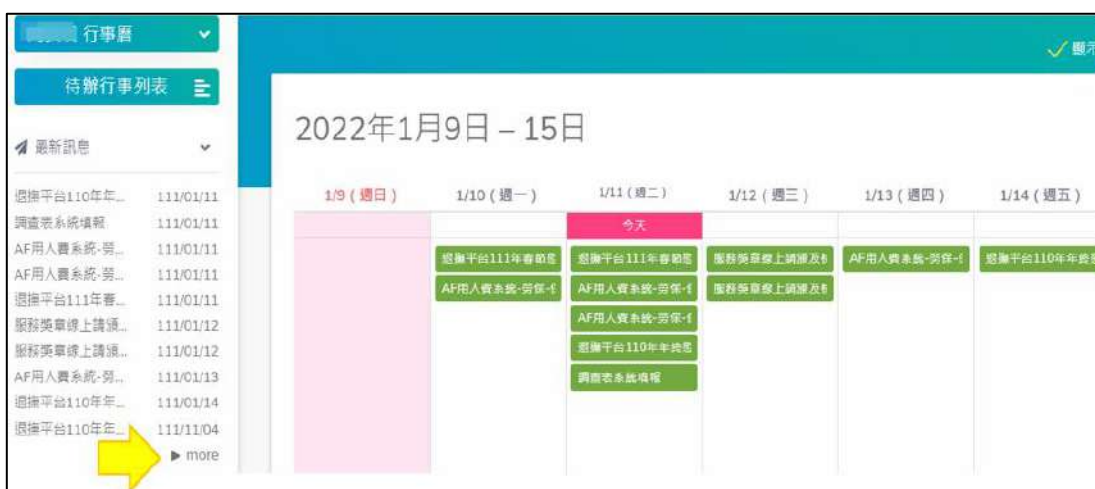 行事曆
待辦行事列表
最新訊息
退撫平台110年年… 111/01/11
調查表系統填報 111/01/11
AF用人費系統-勞… 111/01/11
AF用人費系統-勞… 111/01/11
退撫平台111年春… 111/01/11
服務獎章線上請頒… 111/01/12
服務獎章線上請頒… 111/01/12
AF用人費系統-勞… 111/01/13
退撫平台110年年… 111/01/14
退撫平台110年年… 111/11/04
more
顯示
2022年1月9日 – 15日
1/9 ( 週日 ) 1/10 ( 週一 ) 1/11 ( 週二 ) 1/12 ( 週三 ) 1/13 ( 週四 ) 1/14 ( 週五 )
今天
退撫平台111年春節 退撫平台111年春節 服務獎章線上請頒及 AF用人費系統-勞保- 退撫平台110年年終
AF用人費系統-勞保- AF用人費系統-勞保- 服務獎章線上請頒及
AF用人費系統-勞保-
退撫平台110年年終
調查表系統填報